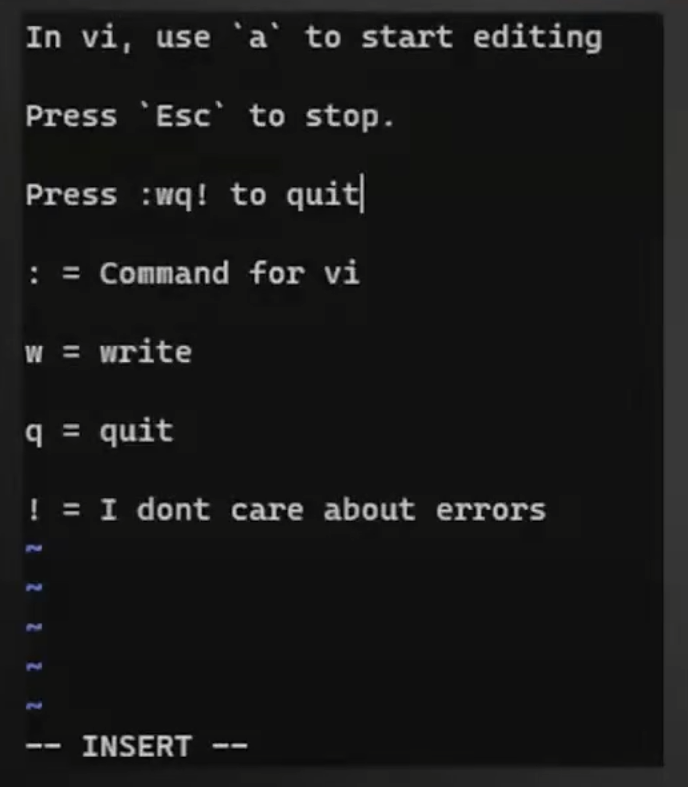 In vi, use `a` to start editing
Press `Esc` to stop.
Press :wq! to quit
: = Command for vi
w = write
q = quit
! = I dont care about errors
~
~
~
~
~
-- INSERT --